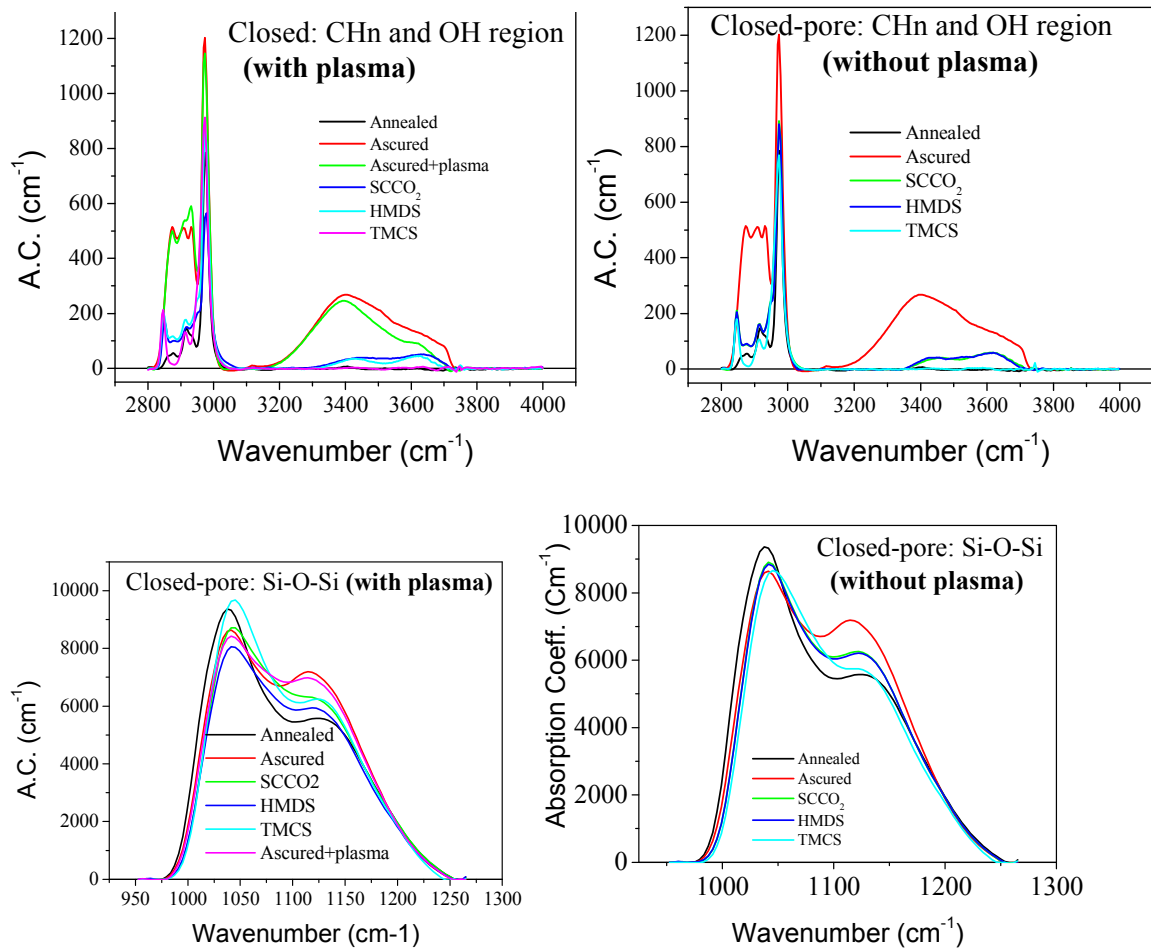 Closed: CHn and OH region
(with plasma)
1200
1000
800
600
400
200
0
A.C. (cm-1)
Annealed
Ascured
Ascured+plasma
SCCO2
HMDS
TMCS
2800 3000 3200 3400 3600 3800 4000
Wavenumber (cm-1)
Closed-pore: CHn and OH region
(without plasma)
1200
1000
800
600
400
200
0
A.C. (cm-1)
Annealed
Ascured
SCCO2
HMDS
TMCS
2800 3000 3200 3400 3600 3800 4000
Wavenumber (cm-1)
Closed-pore: Si-O-Si (with plasma)
10000
8000
6000
4000
2000
0
A.C. (cm-1)
Annealed
Ascured
SCCO2
HMDS
TMCS
Ascured+plasma
950 1000 1050 1100 1150 1200 1250 1300
Wavenumber (cm-1)
Closed-pore: Si-O-Si
(without plasma)
10000
8000
6000
4000
2000
0
Absorption Coeff. (Cm-1)
Annealed
Ascured
SCCO2
HMDS
TMCS
1000 1100 1200 1300
Wavenumber (cm-1)